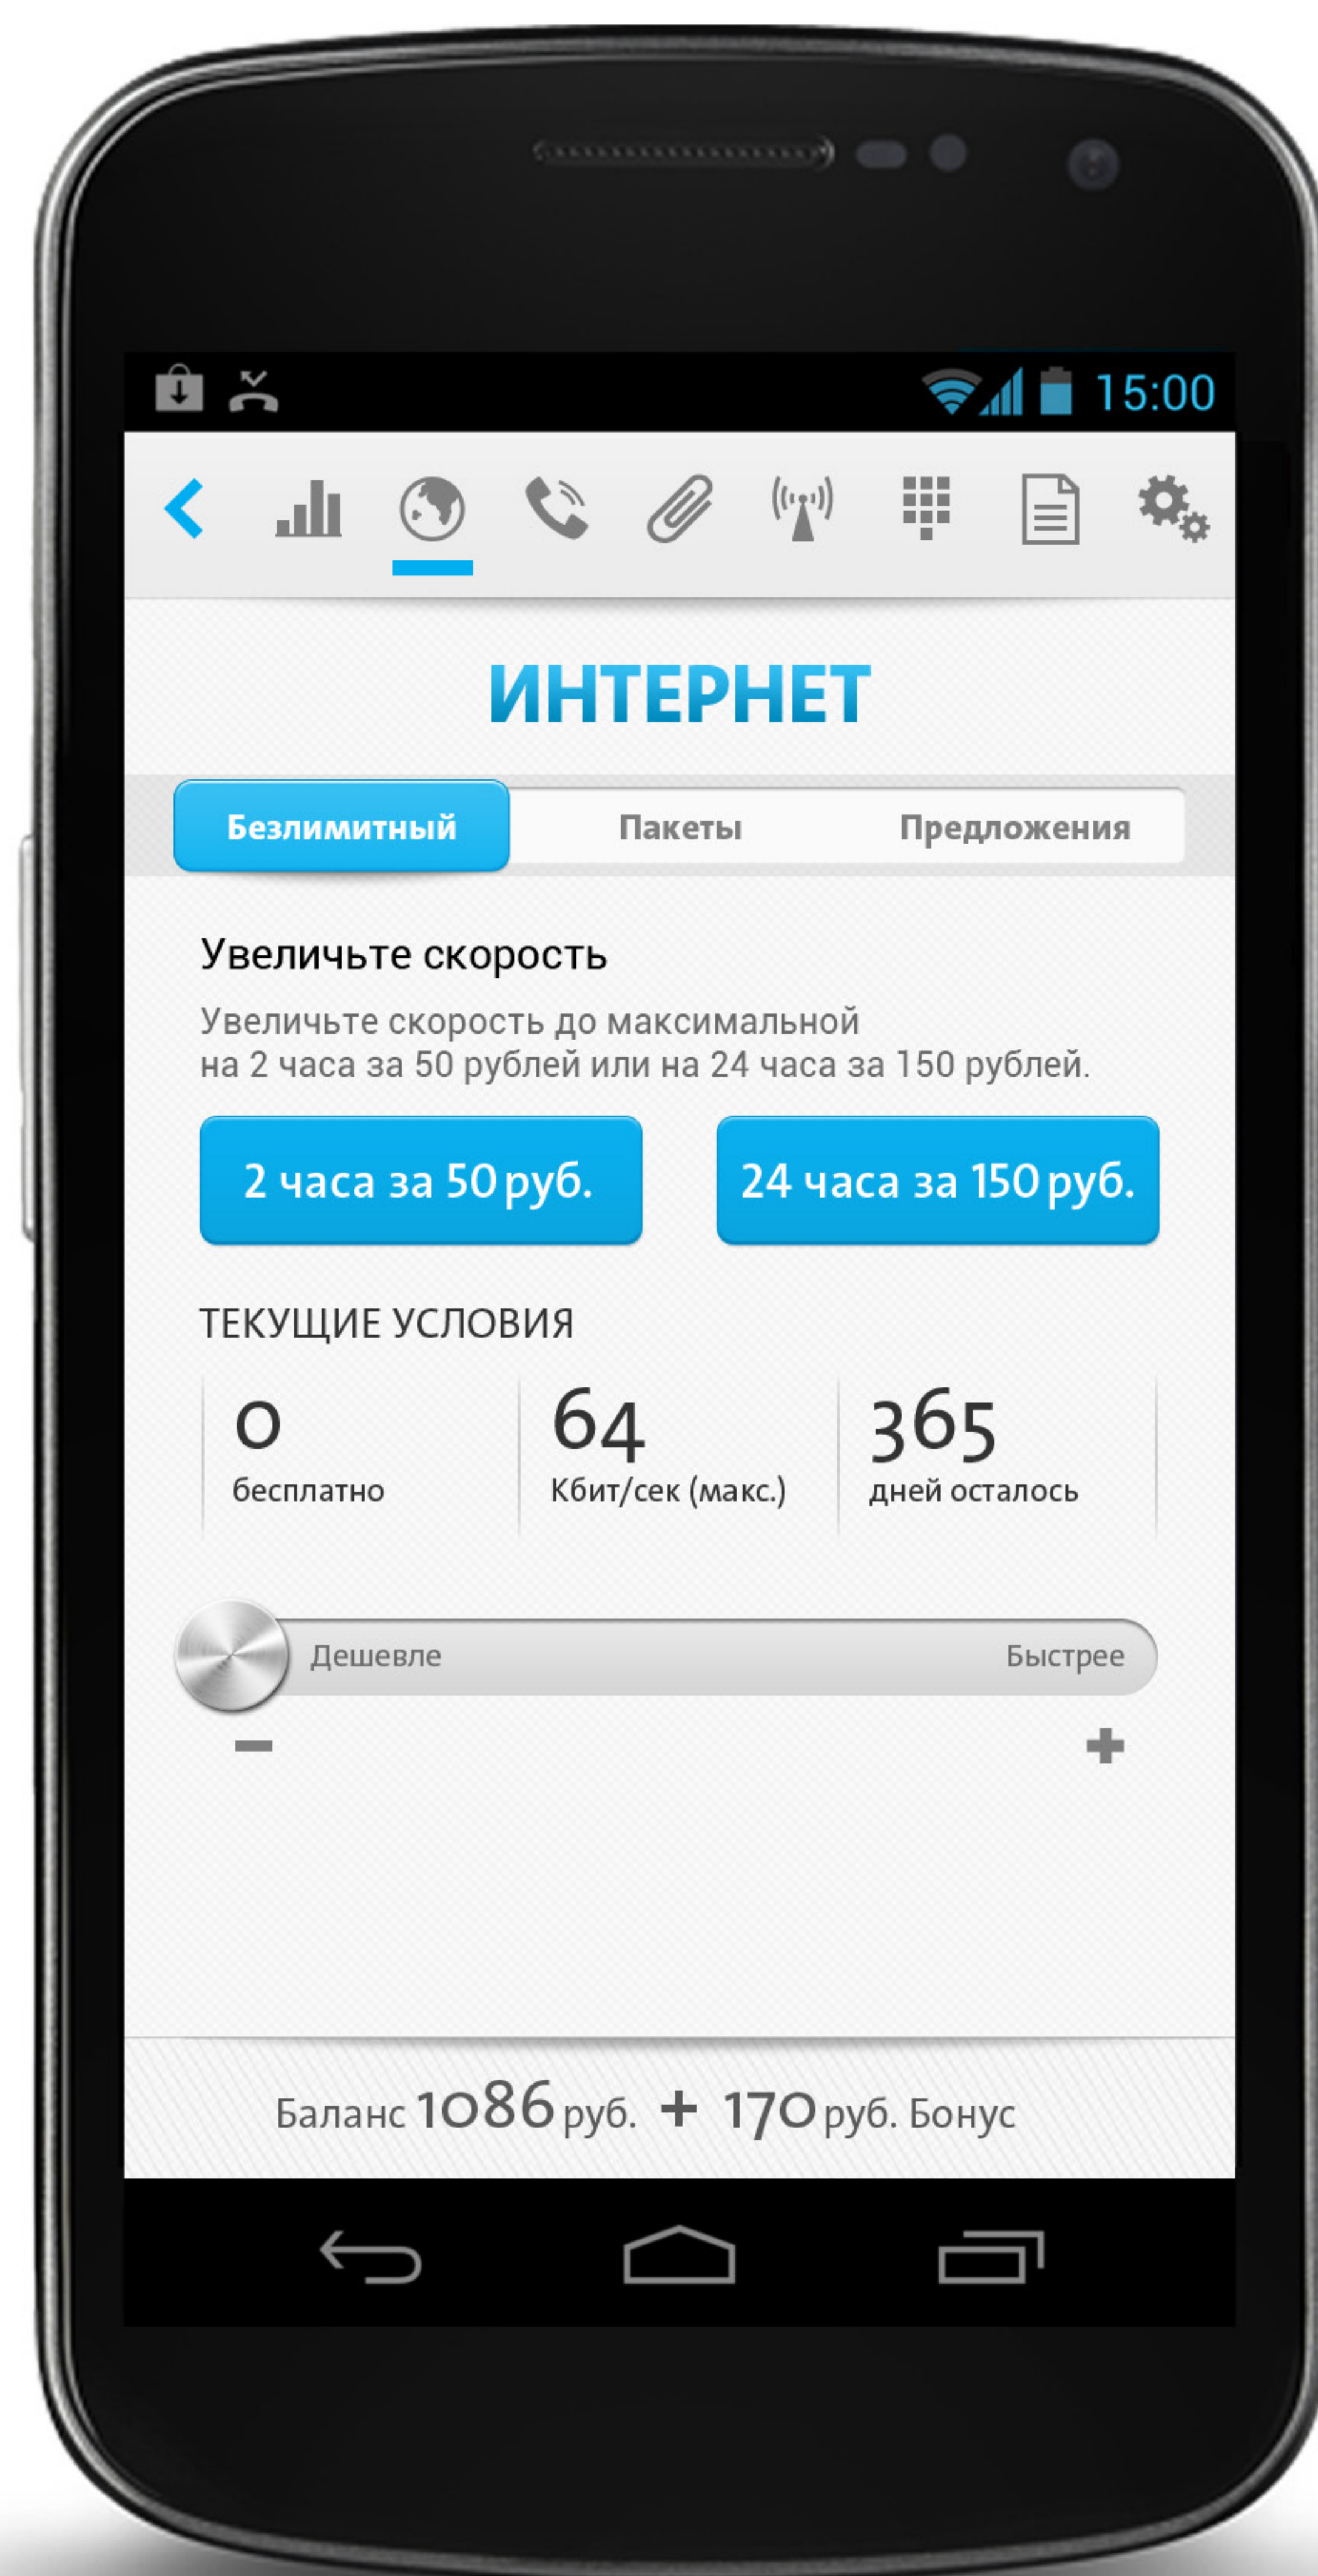 15:00
ИНТЕРНЕТ
Безлимитный Пакеты Предложения
Увеличьте скорость
Увеличьте скорость до максимальной
на 2 часа за 50 рублей или на 24 часа за 150 рублей.
2 часа за 50 руб. 24 часа за 150 руб.
ТЕКУЩИЕ УСЛОВИЯ
0 64 365
бесплатно Кбит/сек (макс.) дней осталось
Дешевле Быстрее
− +
Баланс 1086 руб. + 170 руб. Бонус